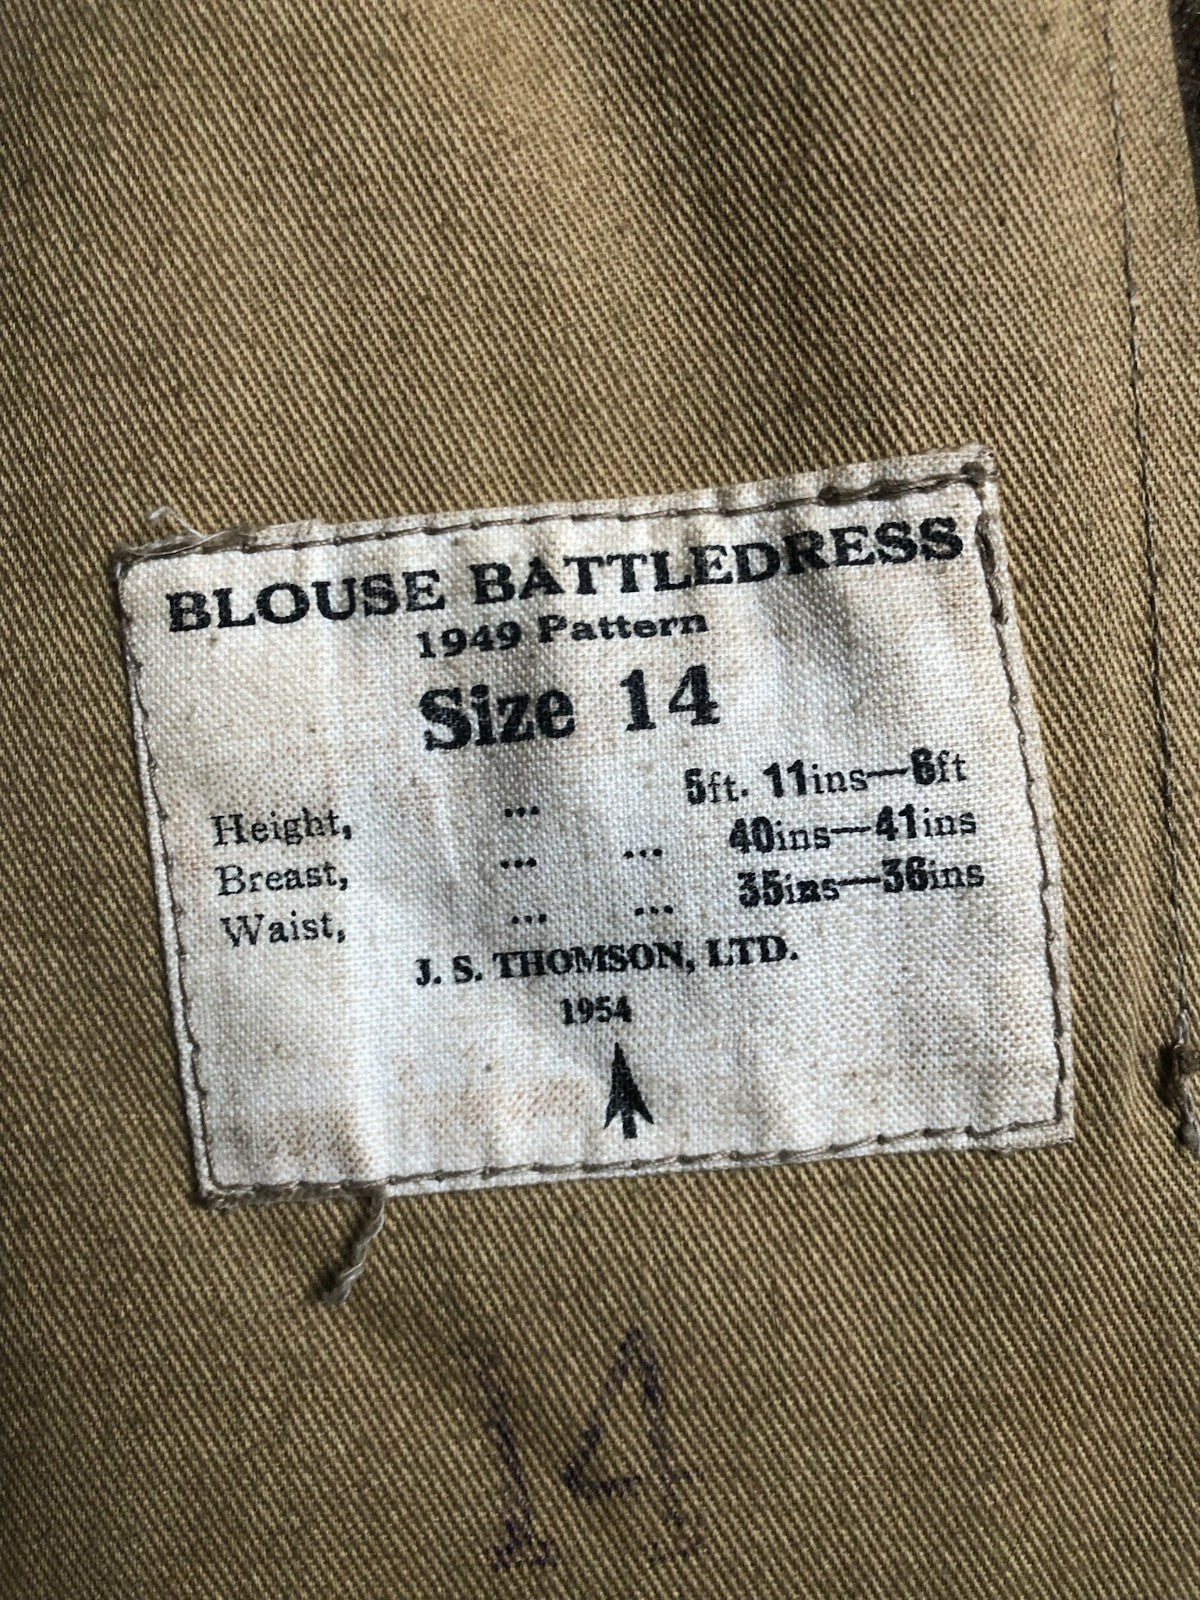 BLOUSE BATTLEDRESS
1949 Pattern
Size 14
Height, ... 5ft. 11ins—6ft
Breast, ... ... 40ins—41ins
Waist, ... ... 35ins—36ins
J. S. THOMSON, LTD.
1954
14